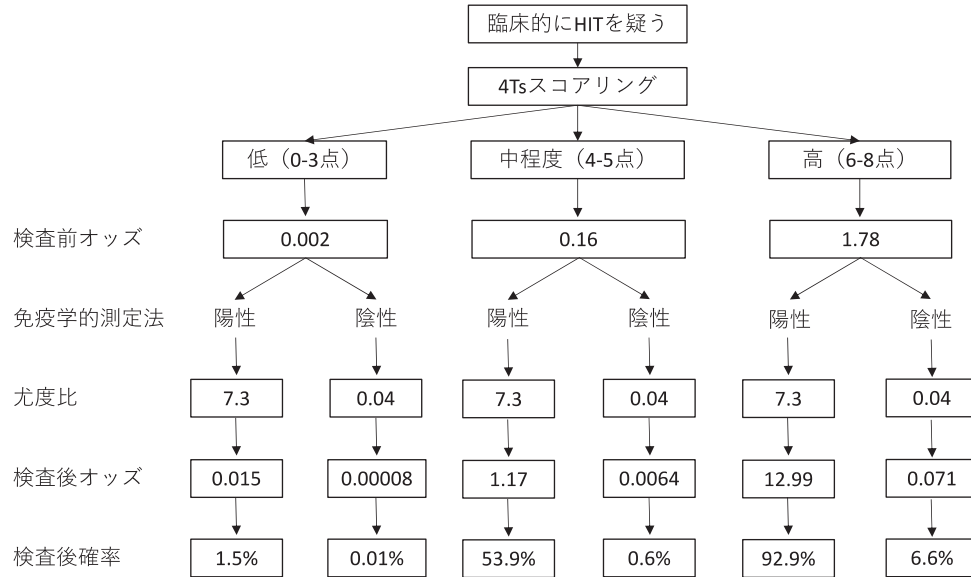 臨床的にHITを疑う
4Tsスコアリング
低（0-3点） 中程度（4-5点） 高（6-8点）
検査前オッズ 0.002 0.16 1.78
免疫学的測定法 陽性 陰性 陽性 陰性 陽性 陰性
尤度比 7.3 0.04 7.3 0.04 7.3 0.04
検査後オッズ 0.015 0.00008 1.17 0.0064 12.99 0.071
検査後確率 1.5% 0.01% 53.9% 0.6% 92.9% 6.6%